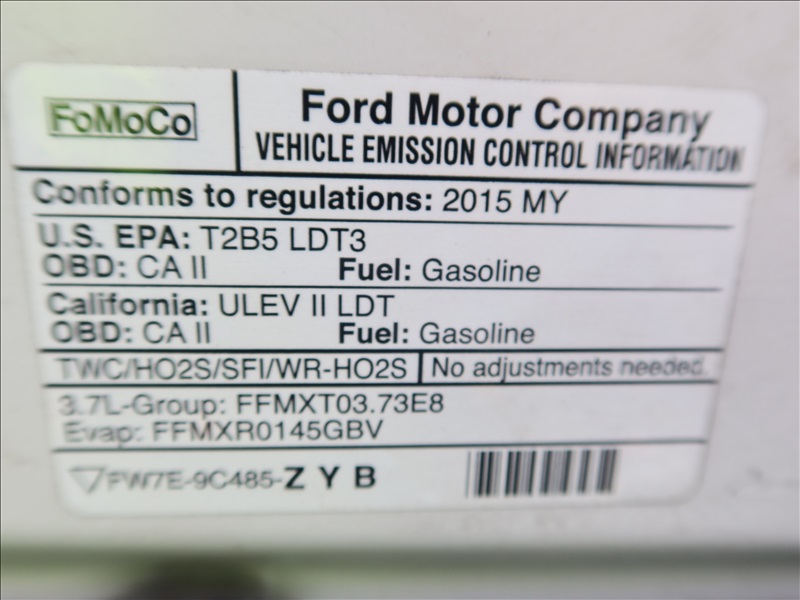 FoMoCo
Ford Motor Company
VEHICLE EMISSION CONTROL INFORMATION
Conforms to regulations: 2015 MY
U.S. EPA: T2B5 LDT3
OBD: CA II Fuel: Gasoline
California: ULEV II LDT
OBD: CA II Fuel: Gasoline
TWC/HO2S/SFI/WR-HO2S No adjustments needed.
3.7L-Group: FFMXT03.73E8
Evap: FFMXR0145GBV
FW7E-9C485-Z Y B